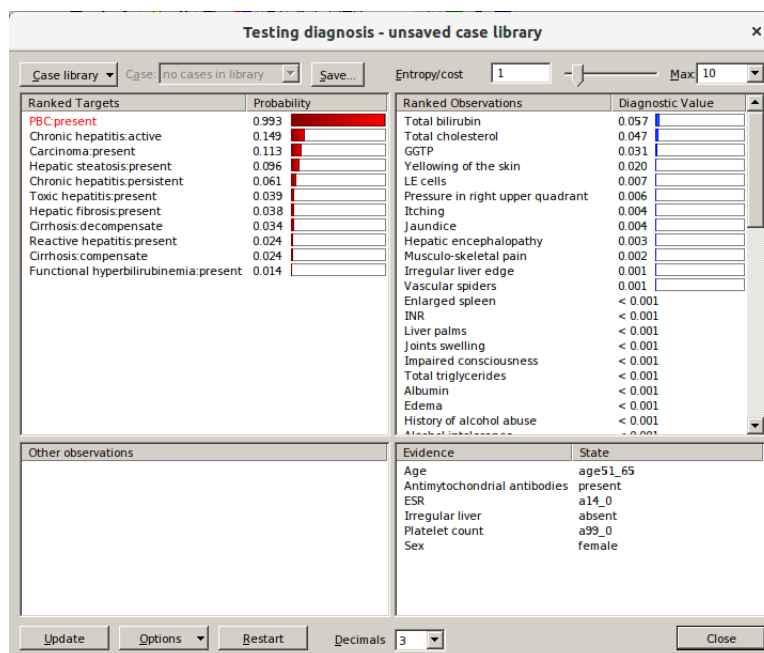 Testing diagnosis - unsaved case library ×
Case library Case: no cases in library Save... Entropy/cost 1 Max: 10
Ranked Targets Probability
PBC:present 0.993
Chronic hepatitis:active 0.149
Carcinoma:present 0.113
Hepatic steatosis:present 0.096
Chronic hepatitis:persistent 0.061
Toxic hepatitis:present 0.039
Hepatic fibrosis:present 0.038
Cirrhosis:decompensate 0.034
Reactive hepatitis:present 0.024
Cirrhosis:compensate 0.024
Functional hyperbilirubinemia:present 0.014
Ranked Observations Diagnostic Value
Total bilirubin 0.057
Total cholesterol 0.047
GGTP 0.031
Yellowing of the skin 0.020
LE cells 0.007
Pressure in right upper quadrant 0.006
Itching 0.004
Jaundice 0.004
Hepatic encephalopathy 0.003
Musculo-skeletal pain 0.002
Irregular liver edge 0.001
Vascular spiders 0.001
Enlarged spleen < 0.001
INR < 0.001
Liver palms < 0.001
Joints swelling < 0.001
Impaired consciousness < 0.001
Total triglycerides < 0.001
Albumin < 0.001
Edema < 0.001
History of alcohol abuse < 0.001
Other observations
Evidence State
Age age51_65
Antimytochondrial antibodies present
ESR a14_0
Irregular liver absent
Platelet count a99_0
Sex female
Update Options Restart Decimals 3 Close